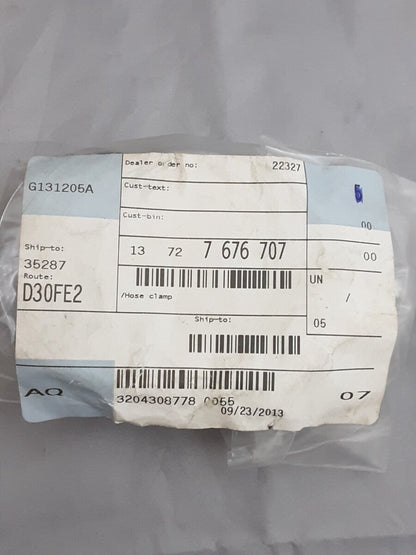 Dealer order no: 22327
G131205A
Cust-text:
Cust-bin:
00
Ship-to:
35287
13 72 7 676 707 00
Route:
D30FE2
UN
/Hose clamp
/
Ship-to:
05
AQ
07
3204308778 0055
09/23/2013